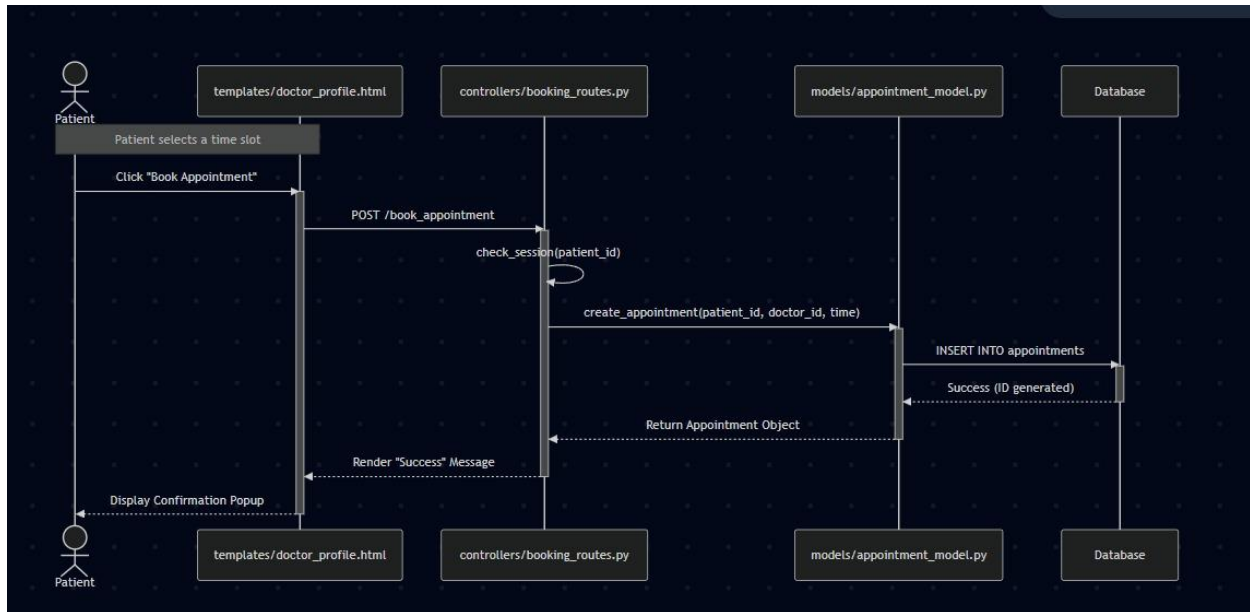 templates/doctor_profile.html
controllers/booking_routes.py
models/appointment_model.py
Database
Patient
Patient selects a time slot
Click "Book Appointment"
POST /book_appointment
check_session(patient_id)
create_appointment(patient_id, doctor_id, time)
INSERT INTO appointments
Success (ID generated)
Return Appointment Object
Render "Success" Message
Display Confirmation Popup
templates/doctor_profile.html
controllers/booking_routes.py
models/appointment_model.py
Database
Patient